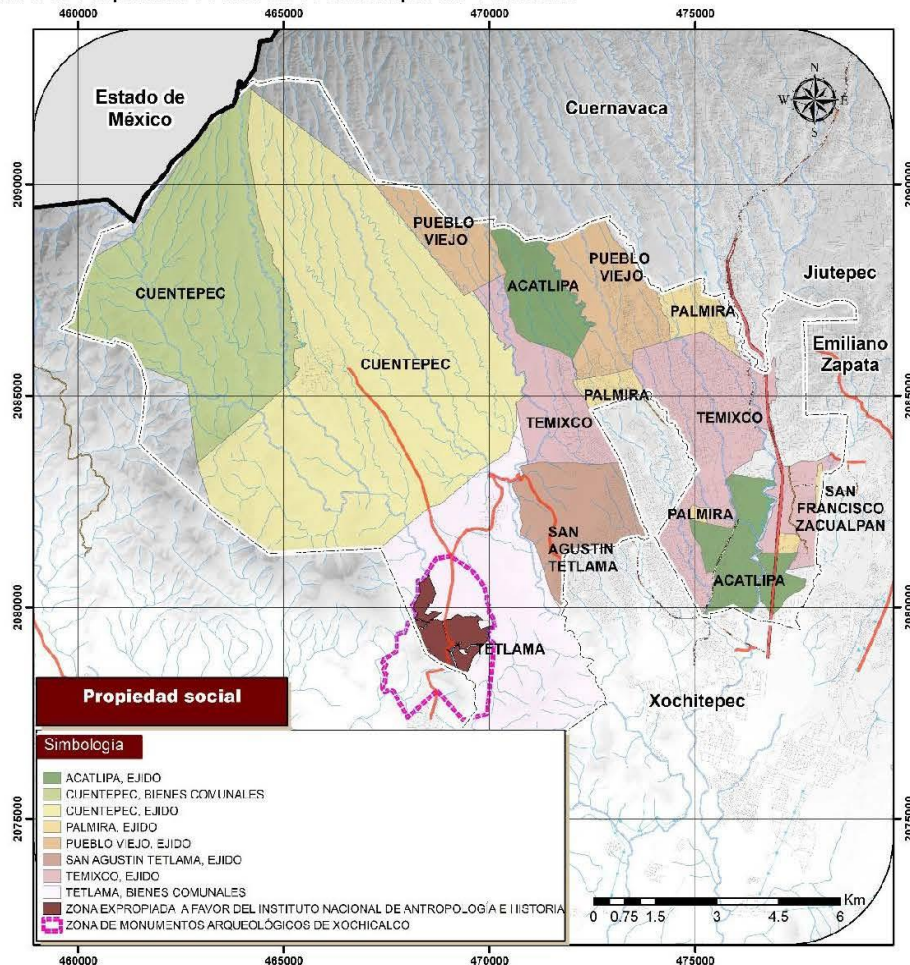 460000 465000 470000 475000
Estado de
México
Cuernavaca
N
W E
S
2090000
2090000
PUEBLO
VIEJO
PUEBLO
VIEJO
Jiutepec
CUENTEPEC
ACATLIPA
PALMIRA
Emiliano
Zapata
CUENTEPEC
2085000
2085000
PALMIRA
TEMIXCO
TEMIXCO
SAN
FRANCISCO
ZACUALPAN
PALMIRA
SAN
AGUSTIN
TETLAMA
ACATLIPA
2080000
2080000
TETLAMA
Xochitepec
Propiedad social
Simbología
ACATLIPA, EJIDO
CUENTEPEC, BIENES COMUNALES
CUENTEPEC, EJIDO
PALMIRA, EJIDO
PUEBLO VIEJO, EJIDO
SAN AGUSTIN TETLAMA, EJIDO
TEMIXCO, EJIDO
TETLAMA, BIENES COMUNALES
ZONA EXPROPIADA A FAVOR DEL INSTITUTO NACIONAL DE ANTROPOLOGÍA E HISTORIA
ZONA DE MONUMENTOS ARQUEOLÓGICOS DE XOCHICALCO
2075000
2075000
Km
0 0.75 1.5 3 4.5 6
460000 465000 470000 475000